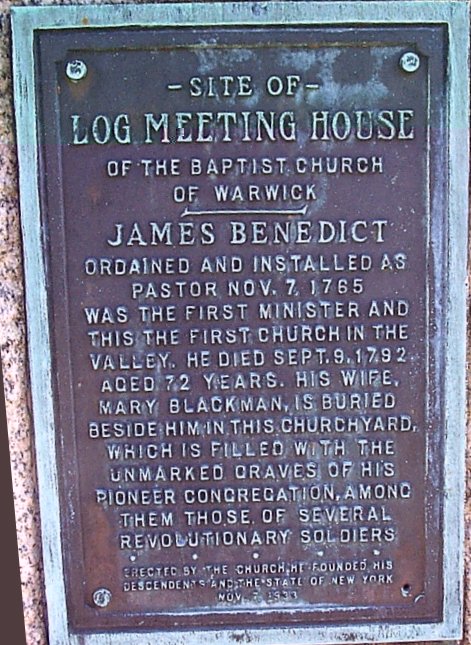 - SITE OF -
LOG MEETING HOUSE
OF THE BAPTIST CHURCH
OF WARWICK
JAMES BENEDICT
ORDAINED AND INSTALLED AS
PASTOR NOV. 7, 1765
WAS THE FIRST MINISTER AND
THIS THE FIRST CHURCH IN THE
VALLEY. HE DIED SEPT. 9, 1792
AGED 72 YEARS. HIS WIFE,
MARY BLACKMAN, IS BURIED
BESIDE HIM IN THIS CHURCHYARD,
WHICH IS FILLED WITH THE
UNMARKED GRAVES OF HIS
PIONEER CONGREGATION, AMONG
THEM THOSE OF SEVERAL
REVOLUTIONARY SOLDIERS
ERECTED BY THE CHURCH HE FOUNDED, HIS
DESCENDENTS AND THE STATE OF NEW YORK
NOV. 7, 1933